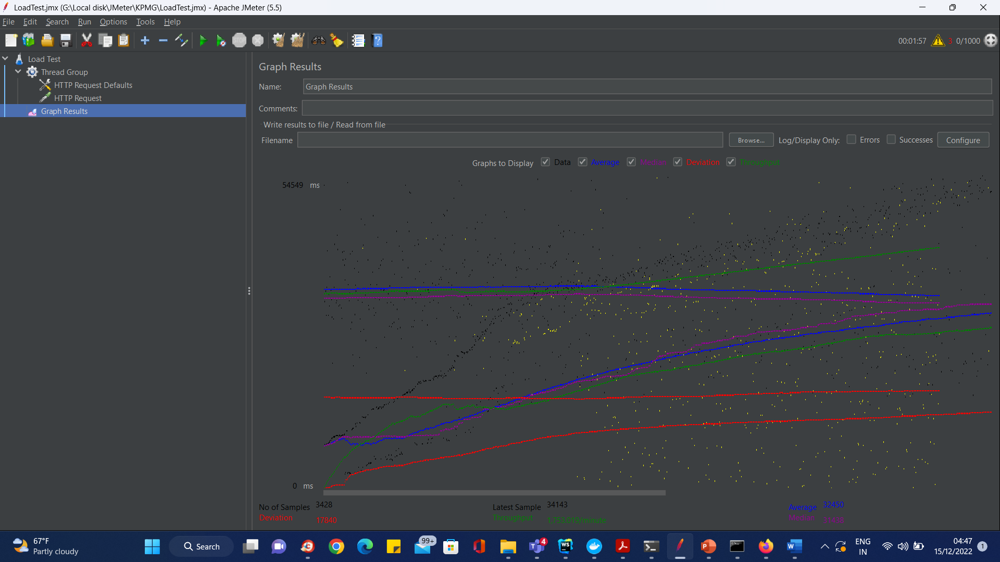 LoadTest.jmx (G:\Local disk\JMeter\KPMG\LoadTest.jmx) - Apache JMeter (5.5)
File Edit Search Run Options Tools Help
00:01:57 3 0/1000
Load Test
Thread Group
HTTP Request Defaults
HTTP Request
Graph Results
Graph Results
Name: Graph Results
Comments:
Write results to file / Read from file
Filename Browse... Log/Display Only: Errors Successes Configure
Graphs to Display Data Average Median Deviation Throughput
54549 ms
0 ms
No of Samples 3428 Latest Sample 34143 Average 32450
Deviation 17840 Throughput 1,753.019/minute Median
67°F
Partly cloudy
Search
99+
4
WS
ENG
IN
04:47
15/12/2022
1